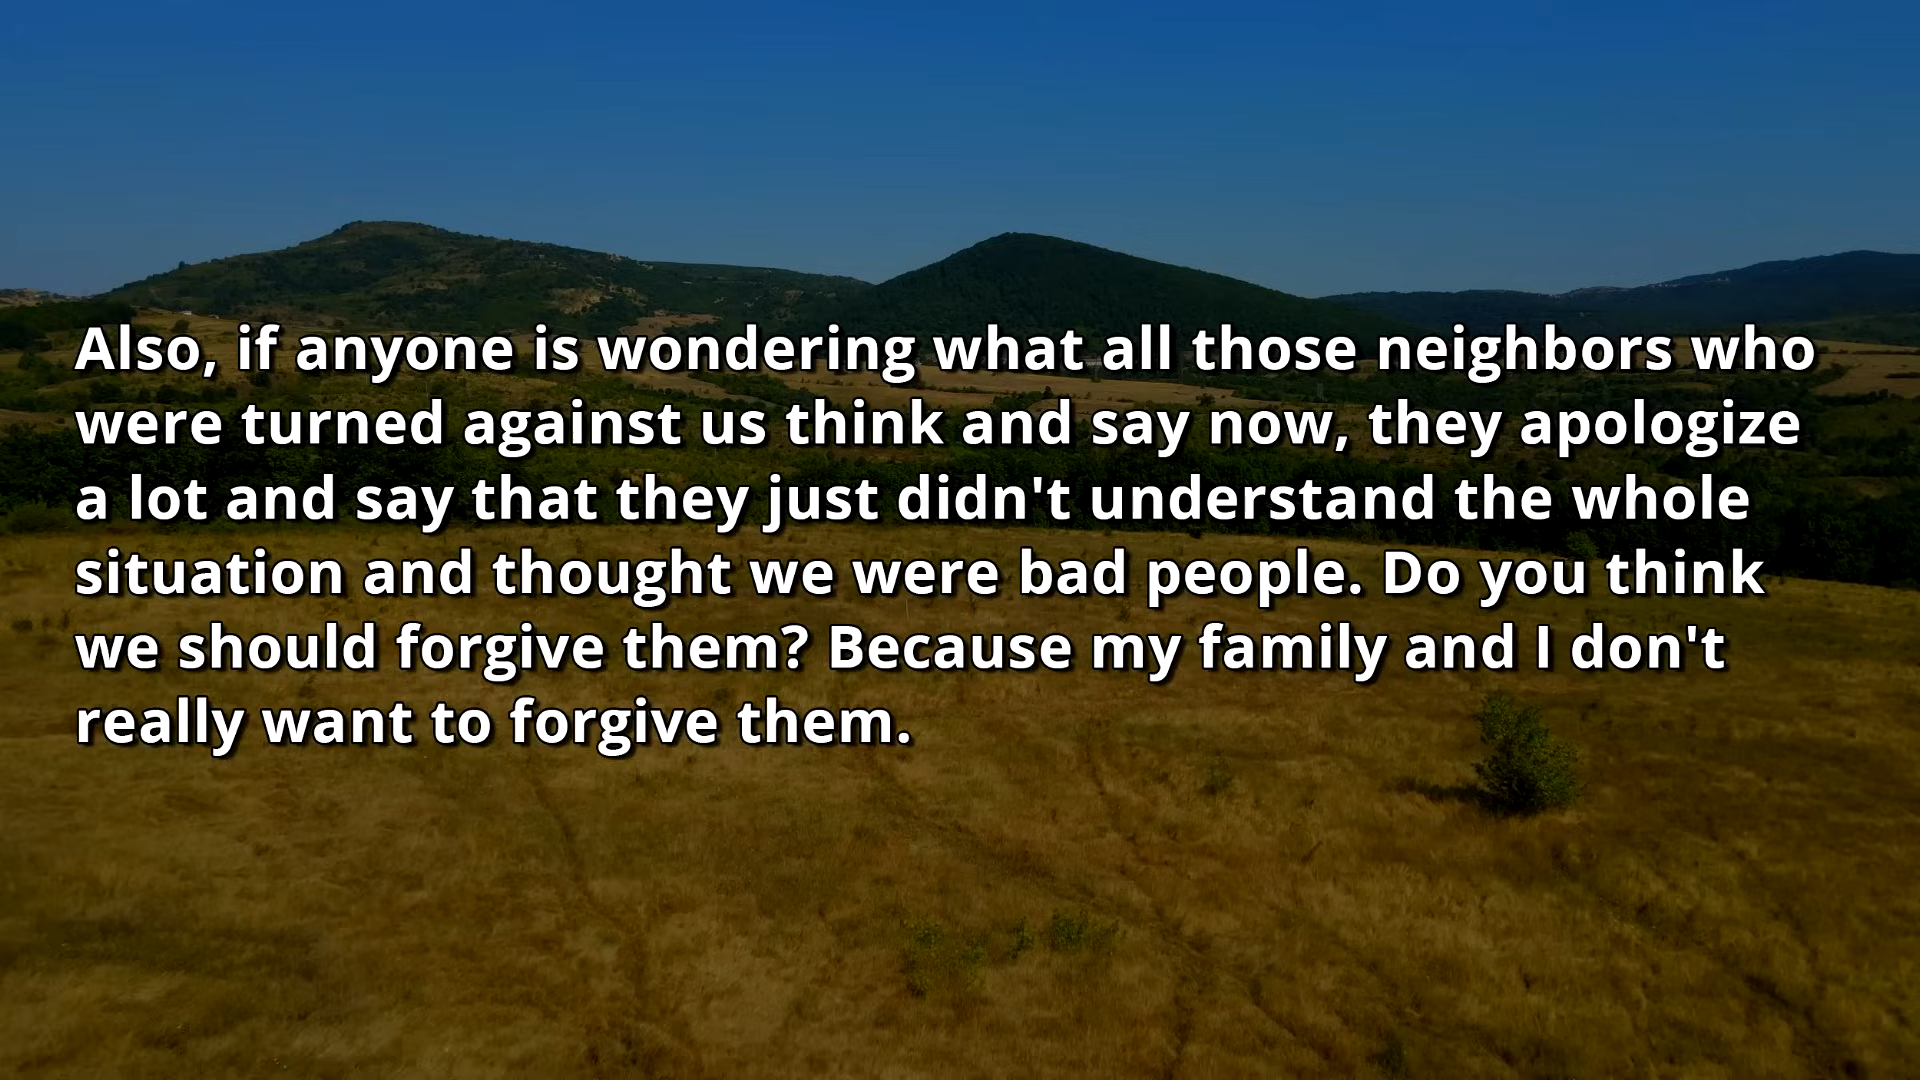 Also, if anyone is wondering what all those neighbors who
were turned against us think and say now, they apologize
a lot and say that they just didn't understand the whole
situation and thought we were bad people. Do you think
we should forgive them? Because my family and I don't
really want to forgive them.